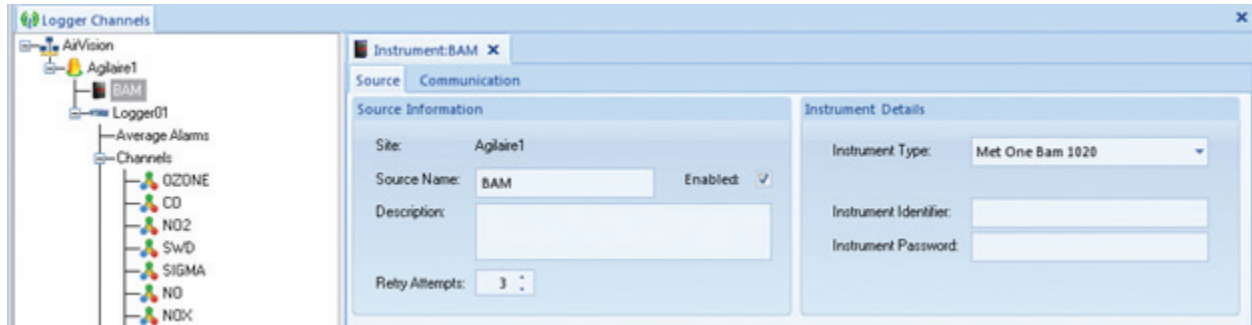 Logger Channels
AirVision
Agilaire1
BAM
Logger01
Average Alarms
Channels
OZONE
CO
NO2
SWD
SIGMA
NO
NOX
Instrument:BAM
Source Communication
Source Information
Site: Agilaire1
Source Name: BAM Enabled:
Description:
Retry Attempts: 3
Instrument Details
Instrument Type: Met One Bam 1020
Instrument Identifier:
Instrument Password: